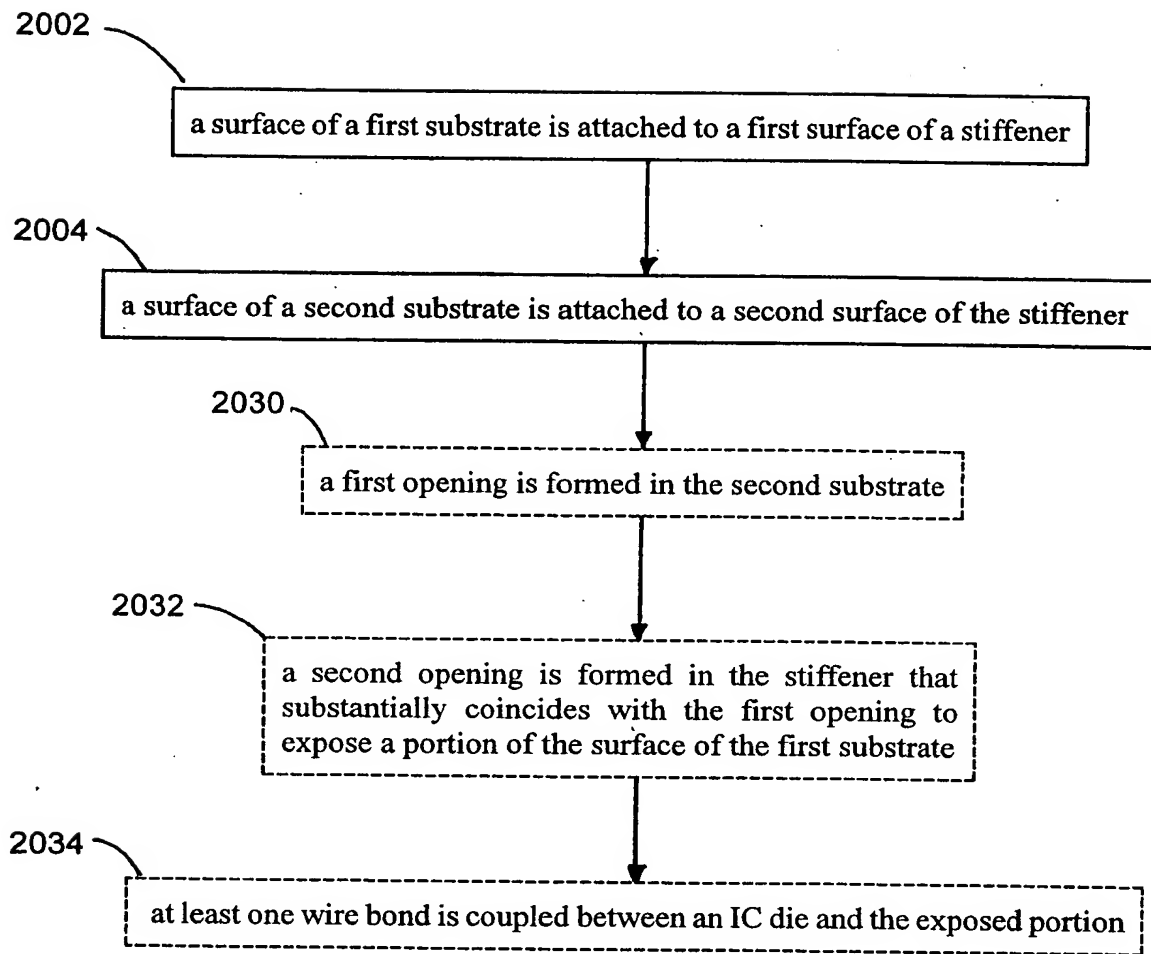 2002
a surface of a first substrate is attached to a first surface of a stiffener
2004
a surface of a second substrate is attached to a second surface of the stiffener
2030
a first opening is formed in the second substrate
2032
a second opening is formed in the stiffener that
substantially coincides with the first opening to
expose a portion of the surface of the first substrate
2034
at least one wire bond is coupled between an IC die and the exposed portion